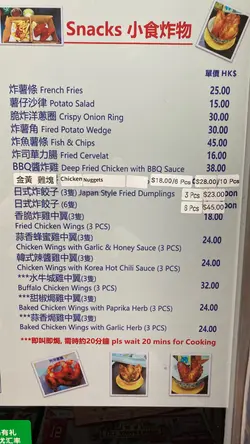 Snacks 小食炸物
單價 HK$
炸薯條 French Fries 25.00
薯仔沙律 Potato Salad 15.00
脆炸洋蔥圈 Crispy Onion Ring 30.00
炸薯角 Fired Potato Wedge 30.00
炸魚薯條 Fish & Chips 45.00
炸司華力腸 Fried Cervelat 16.00
BBQ醬炸雞 Deep Fried Chicken with BBQ Sauce 38.00
金黃 雞塊 Chicken Nuggets $18.00/6 Pcs $28.00/10 Pcs
日式炸餃子 (3隻) Japan Style Fried Dumplings 3 Pcs $23.00
日式炸餃子 (6隻) 6 Pcs $45.00
香脆炸雞中翼(3隻) 18.00
Fried Chicken Wings (3 PCS)
蒜香蜂蜜雞中翼(3隻) 24.00
Chicken Wings with Garlic & Honey Sauce (3 PCS)
韓式辣醬雞中翼(3隻) 24.00
Chicken Wings with Korea Hot Chili Sauce (3 PCS)
***水牛城雞中翼(3隻) 32.00
Buffalo Chicken Wings (3 PCS)
***甜椒焗雞中翼(3隻) 24.00
Baked Chicken Wings with Paprika Herb (3 PCS)
***蒜香焗雞中翼(3隻) 24.00
Baked Chicken Wings with Garlic Herb (3 PCS)
***即叫即焗, 需時約20分鐘 pls wait 20 mins for Cooking
有礼
优汇率